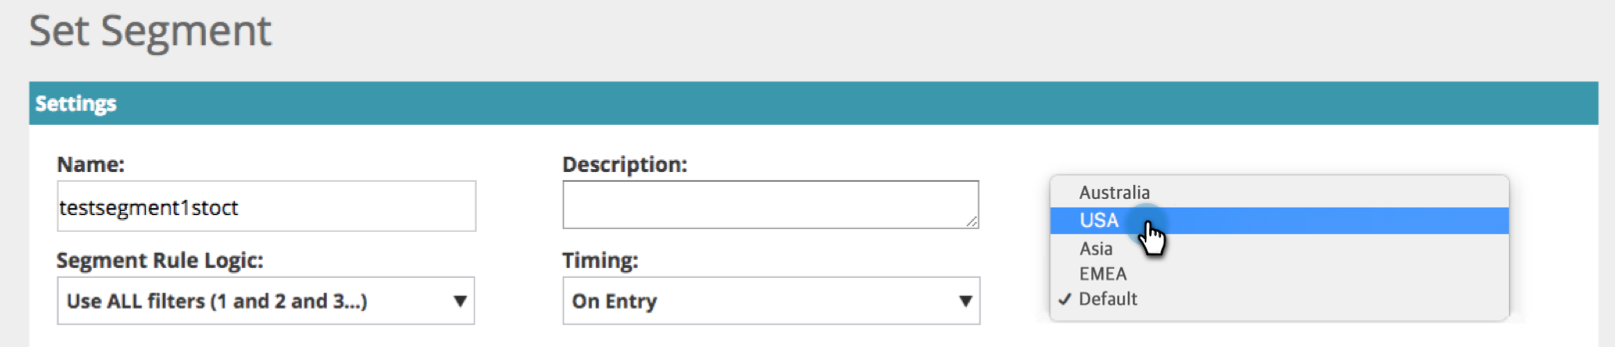 Set Segment
Settings
Name:
testsegment1stoct
Description:
Segment Rule Logic:
Use ALL filters (1 and 2 and 3...)
Timing:
On Entry
Australia
USA
Asia
EMEA
✓ Default